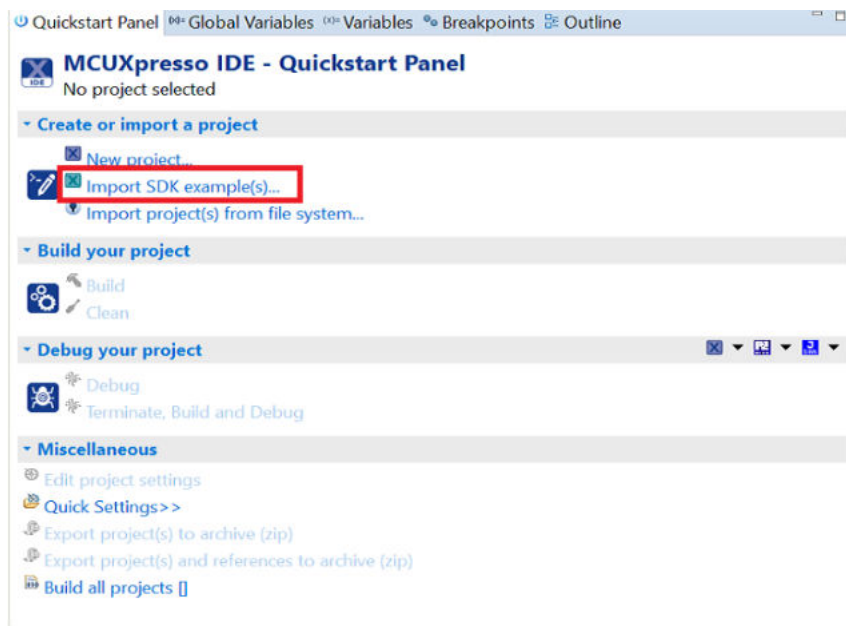 Quickstart Panel (x)= Global Variables (x)= Variables Breakpoints Outline
MCUXpresso IDE - Quickstart Panel
IDE
No project selected
Create or import a project
New project...
Import SDK example(s)...
Import project(s) from file system...
Build your project
Build
Clean
Debug your project
Debug
Terminate, Build and Debug
Miscellaneous
Edit project settings
Quick Settings>>
Export project(s) to archive (zip)
Export project(s) and references to archive (zip)
Build all projects []